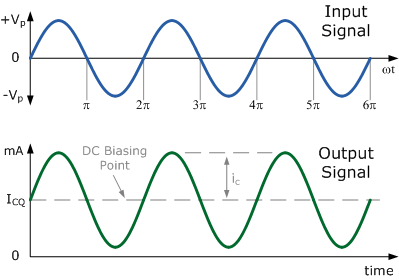 +Vp
Input
Signal
0
ωt
-Vp
π
2π
3π
4π
5π
6π
mA
DC Biasing
Point
Output
Signal
ic
ICQ
0
time